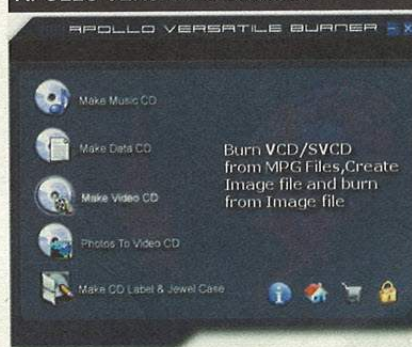 APOLLO VERSATILE BURNER
Make Music CD
Make Data CD
Make Video CD
Photos To Video CD
Make CD Label & Jewel Case
Burn VCD/SVCD
from MPG Files,Create
Image file and burn
from Image file